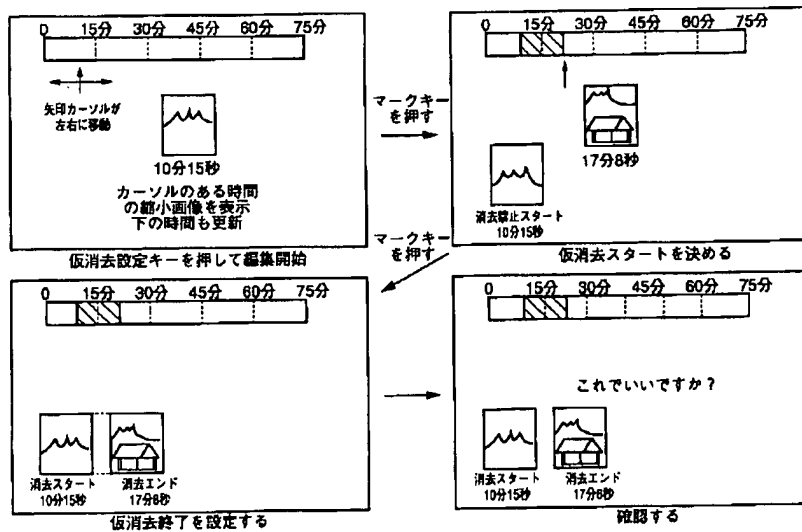 0 15分 30分 45分 60分 75分
矢印カーソルが
左右に移動
10分15秒
カーソルのある時間
の縮小画像を表示
下の時間も更新
仮消去設定キーを押して編集開始
マークキー
を押す
0 15分 30分 45分 60分 75分
17分8秒
消去禁止スタート
10分15秒
仮消去スタートを決める
マークキー
を押す
0 15分 30分 45分 60分 75分
消去スタート 消去エンド
10分15秒 17分8秒
仮消去終了を設定する
0 15分 30分 45分 60分 75分
これでいいですか？
消去スタート 消去エンド
10分15秒 17分8秒
確認する